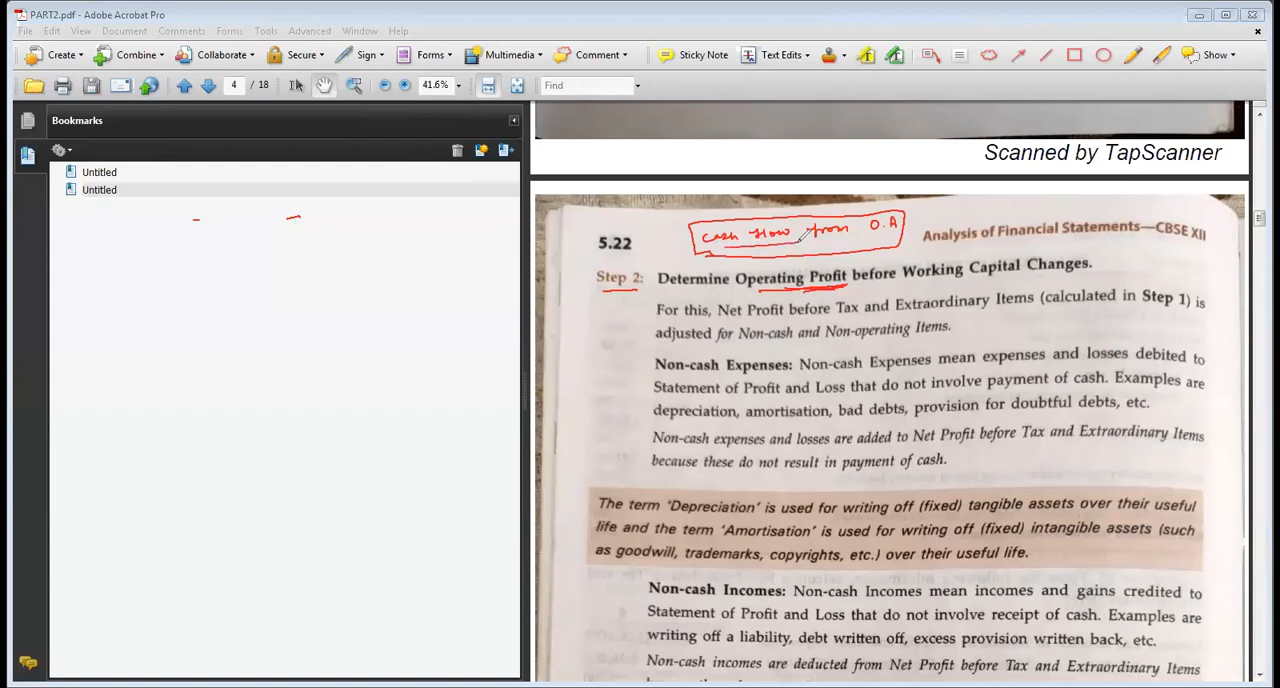 PART2.pdf - Adobe Acrobat Pro
File Edit View Document Comments Forms Tools Advanced Window Help
Create Combine Collaborate Secure Sign Forms Multimedia Comment Sticky Note Text Edits Show
4 / 18 41.6% Find
Bookmarks
Untitled
Untitled
Scanned by TapScanner
cash flow from O.A
5.22 Analysis of Financial Statements—CBSE XII
Step 2: Determine Operating Profit before Working Capital Changes.
For this, Net Profit before Tax and Extraordinary Items (calculated in Step 1) is
adjusted for Non-cash and Non-operating Items.
Non-cash Expenses: Non-cash Expenses mean expenses and losses debited to
Statement of Profit and Loss that do not involve payment of cash. Examples are
depreciation, amortisation, bad debts, provision for doubtful debts, etc.
Non-cash expenses and losses are added to Net Profit before Tax and Extraordinary Items
because these do not result in payment of cash.
The term 'Depreciation' is used for writing off (fixed) tangible assets over their useful
life and the term 'Amortisation' is used for writing off (fixed) intangible assets (such
as goodwill, trademarks, copyrights, etc.) over their useful life.
Non-cash Incomes: Non-cash Incomes mean incomes and gains credited to
Statement of Profit and Loss that do not involve receipt of cash. Examples are
writing off a liability, debt written off, excess provision written back, etc.
Non-cash incomes are deducted from Net Profit before Tax and Extraordinary Items